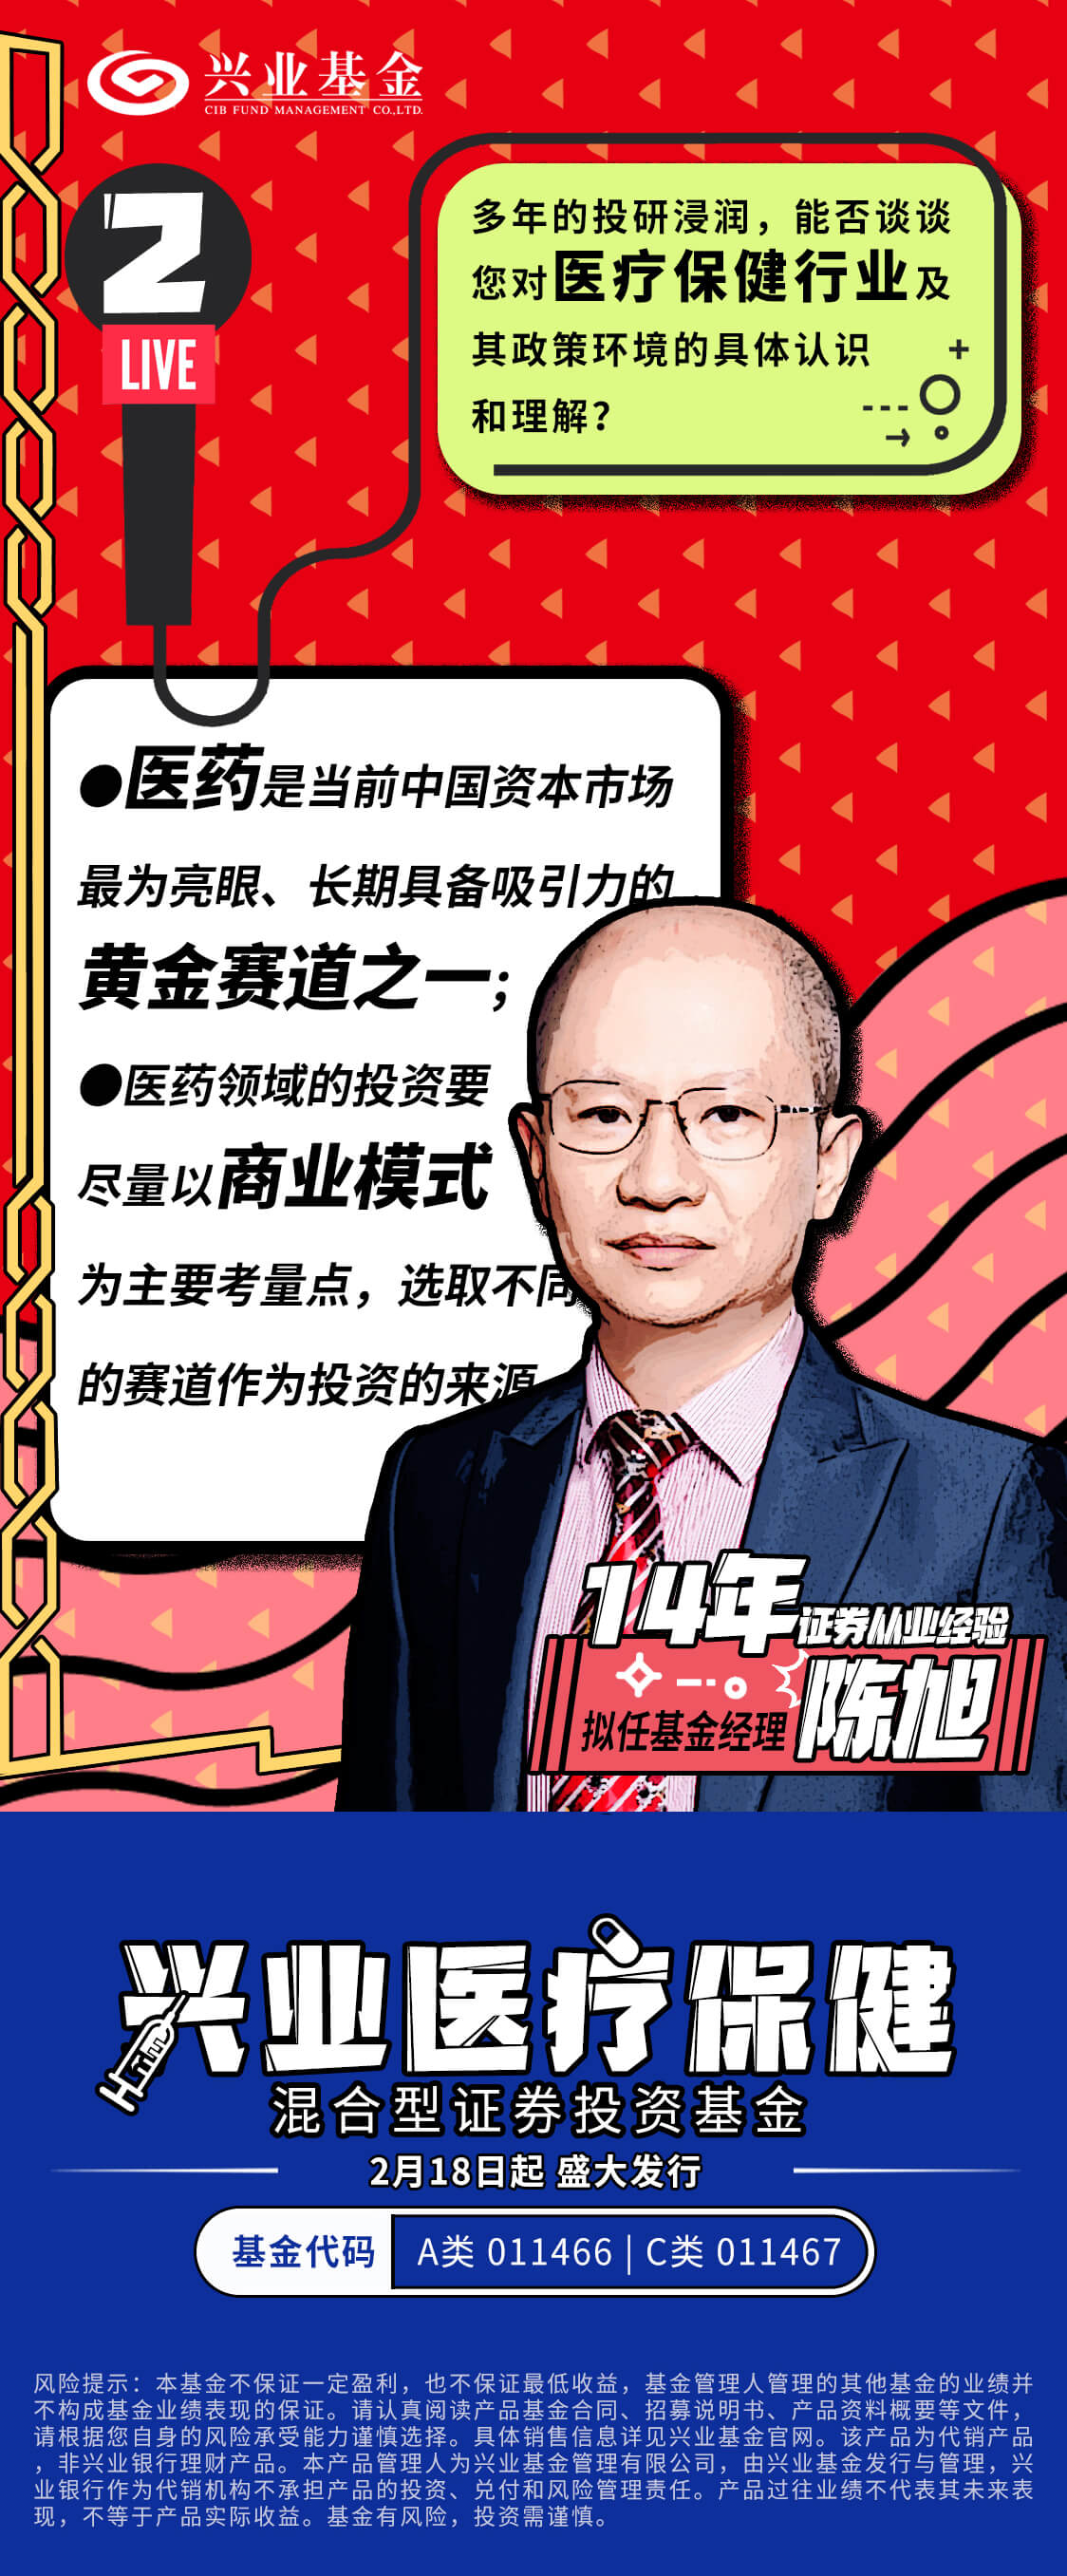 兴业基金
CIB FUND MANAGEMENT CO.,LTD.
2
LIVE
多年的投研浸润，能否谈谈
您对医疗保健行业及
其政策环境的具体认识
和理解？
●医药是当前中国资本市场
最为亮眼、长期具备吸引力的
黄金赛道之一；
●医药领域的投资要
尽量以商业模式
为主要考量点，选取不同
的赛道作为投资的来源
14年证券从业经验
拟任基金经理 陈旭
兴业医疗保健
混合型证券投资基金
2月18日起 盛大发行
基金代码 A类 011466 | C类 011467
风险提示：本基金不保证一定盈利，也不保证最低收益，基金管理人管理的其他基金的业绩并
不构成基金业绩表现的保证。请认真阅读产品基金合同、招募说明书、产品资料概要等文件，
请根据您自身的风险承受能力谨慎选择。具体销售信息详见兴业基金官网。该产品为代销产品
，非兴业银行理财产品。本产品管理人为兴业基金管理有限公司，由兴业基金发行与管理，兴
业银行作为代销机构不承担产品的投资、兑付和风险管理责任。产品过往业绩不代表其未来表
现，不等于产品实际收益。基金有风险，投资需谨慎。